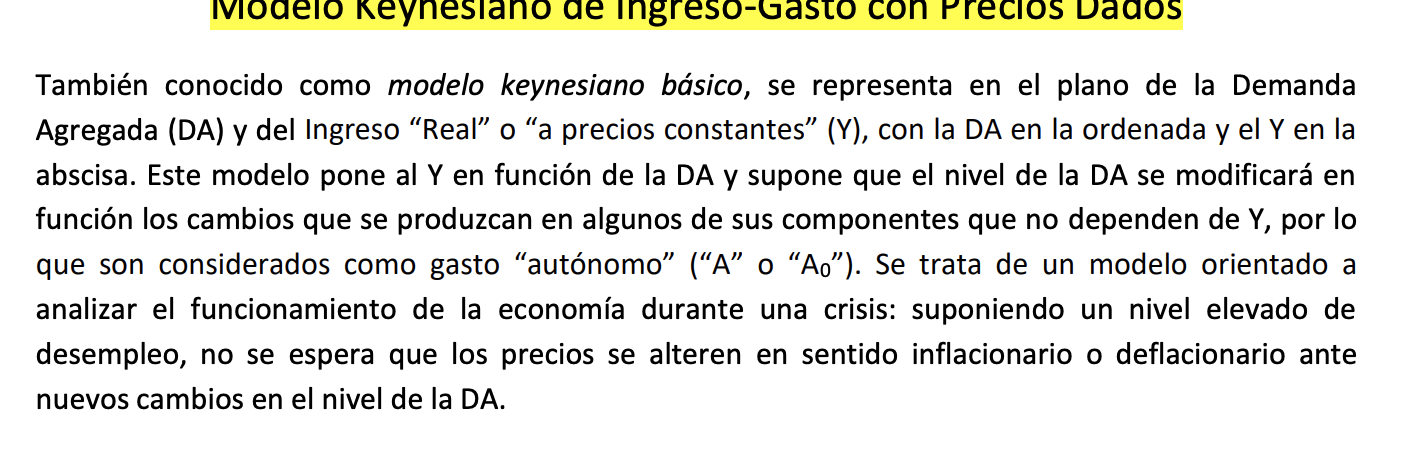 Modelo Keynesiano de Ingreso-Gasto con Precios Dados
También conocido como modelo keynesiano básico, se representa en el plano de la Demanda
Agregada (DA) y del Ingreso “Real” o “a precios constantes” (Y), con la DA en la ordenada y el Y en la
abscisa. Este modelo pone al Y en función de la DA y supone que el nivel de la DA se modificará en
función los cambios que se produzcan en algunos de sus componentes que no dependen de Y, por lo
que son considerados como gasto “autónomo” (“A” o “A₀”). Se trata de un modelo orientado a
analizar el funcionamiento de la economía durante una crisis: suponiendo un nivel elevado de
desempleo, no se espera que los precios se alteren en sentido inflacionario o deflacionario ante
nuevos cambios en el nivel de la DA.